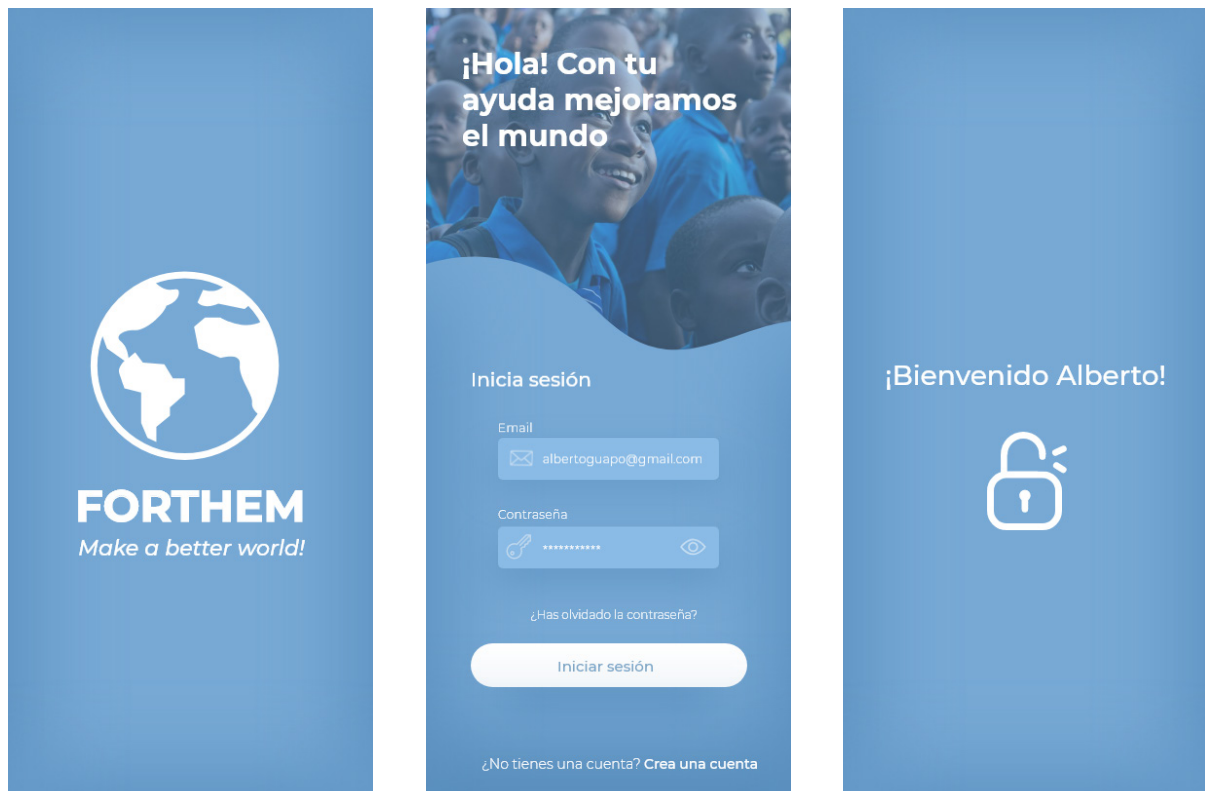 FORTHEM
Make a better world!
¡Hola! Con tu
ayuda mejoramos
el mundo
Inicia sesión
Email
albertoguapo@gmail.com
Contraseña
***********
¿Has olvidado la contraseña?
Iniciar sesión
¿No tienes una cuenta? Crea una cuenta
¡Bienvenido Alberto!